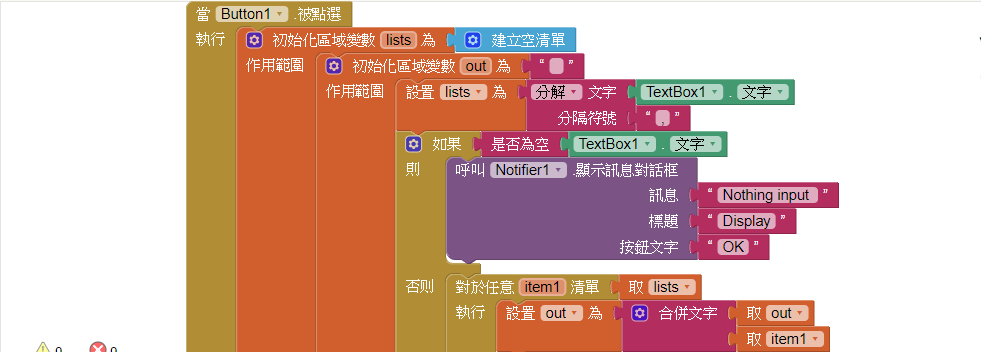 當 Button1 .被點選
執行 初始化區域變數 lists 為 建立空清單
作用範圍 初始化區域變數 out 為 “ ”
作用範圍 設置 lists 為 分解 文字 TextBox1 . 文字
分隔符號 “ , ”
如果 是否為空 TextBox1 . 文字
則 呼叫 Notifier1 .顯示訊息對話框
訊息 “ Nothing input ”
標題 “ Display ”
按鈕文字 “ OK ”
否則 對於任意 item1 清單 取 lists
執行 設置 out 為 合併文字 取 out
取 item1